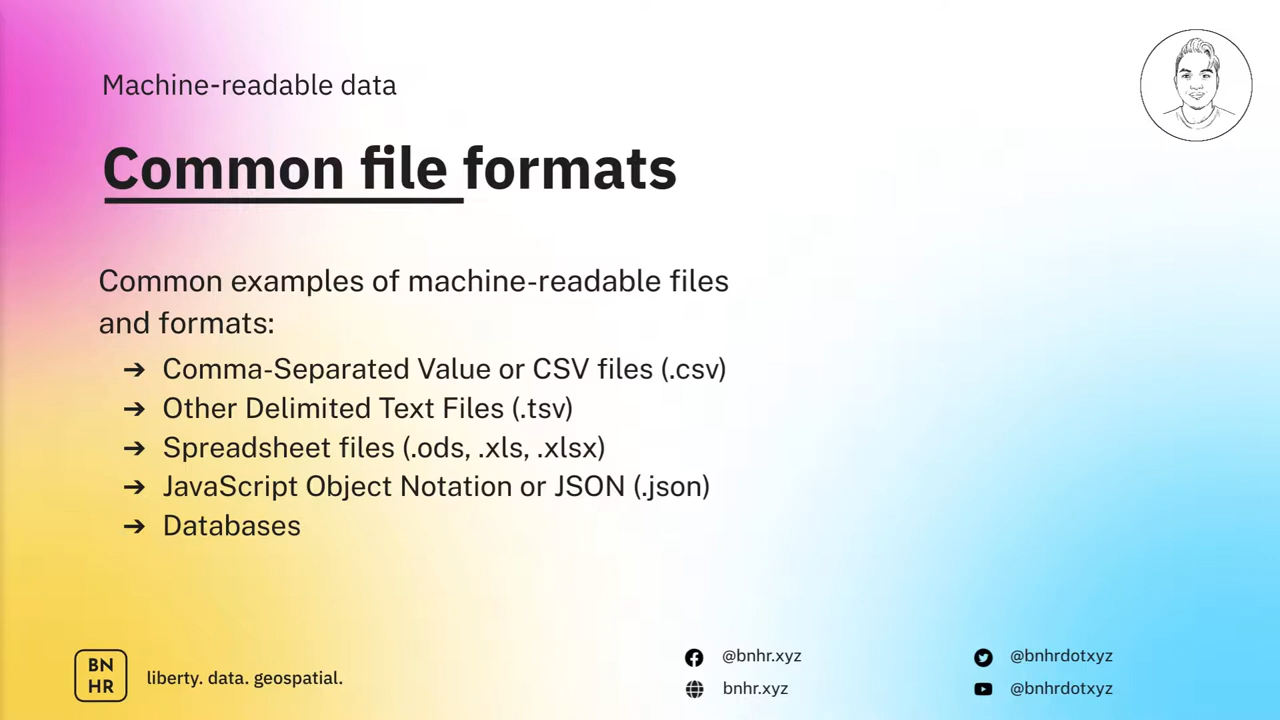 Machine-readable data
Common file formats
Common examples of machine-readable files
and formats:
➔ Comma-Separated Value or CSV files (.csv)
➔ Other Delimited Text Files (.tsv)
➔ Spreadsheet files (.ods, .xls, .xlsx)
➔ JavaScript Object Notation or JSON (.json)
➔ Databases
BN
HR
liberty. data. geospatial.
@bnhr.xyz
bnhr.xyz
@bnhrdotxyz
@bnhrdotxyz